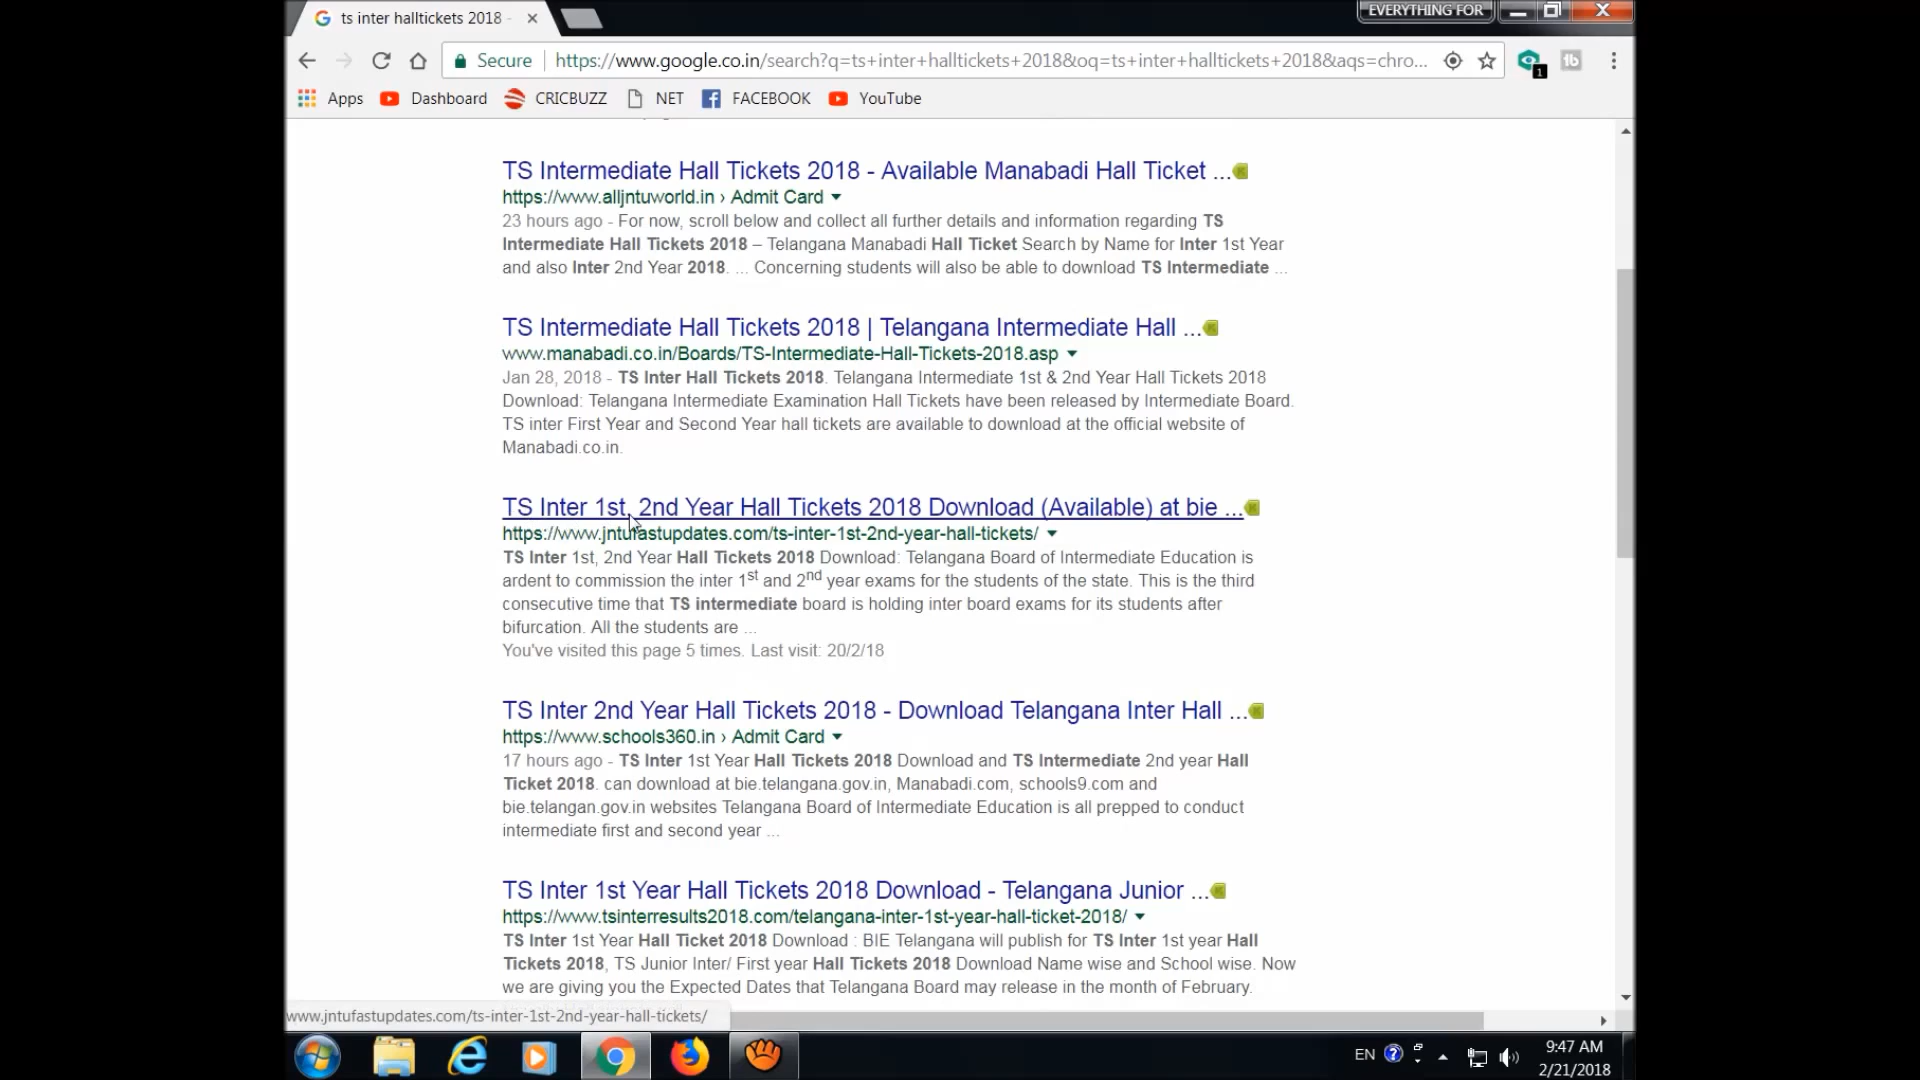 ts inter halltickets 2018 -
EVERYTHING FOR
Secure
https://www.google.co.in/search?q=ts+inter+halltickets+2018&oq=ts+inter+halltickets+2018&aqs=chro...
1
Apps
Dashboard
CRICBUZZ
NET
FACEBOOK
YouTube
TS Intermediate Hall Tickets 2018 - Available Manabadi Hall Ticket ...
https://www.alljntuworld.in › Admit Card
23 hours ago - For now, scroll below and collect all further details and information regarding TS
Intermediate Hall Tickets 2018 – Telangana Manabadi Hall Ticket Search by Name for Inter 1st Year
and also Inter 2nd Year 2018. ... Concerning students will also be able to download TS Intermediate ...
TS Intermediate Hall Tickets 2018 | Telangana Intermediate Hall ...
www.manabadi.co.in/Boards/TS-Intermediate-Hall-Tickets-2018.asp
Jan 28, 2018 - TS Inter Hall Tickets 2018. Telangana Intermediate 1st & 2nd Year Hall Tickets 2018
Download: Telangana Intermediate Examination Hall Tickets have been released by Intermediate Board.
TS inter First Year and Second Year hall tickets are available to download at the official website of
Manabadi.co.in.
TS Inter 1st, 2nd Year Hall Tickets 2018 Download (Available) at bie ...
https://www.jntufastupdates.com/ts-inter-1st-2nd-year-hall-tickets/
TS Inter 1st, 2nd Year Hall Tickets 2018 Download: Telangana Board of Intermediate Education is
ardent to commission the inter 1st and 2nd year exams for the students of the state. This is the third
consecutive time that TS intermediate board is holding inter board exams for its students after
bifurcation. All the students are ...
You've visited this page 5 times. Last visit: 20/2/18
TS Inter 2nd Year Hall Tickets 2018 - Download Telangana Inter Hall ...
https://www.schools360.in › Admit Card
17 hours ago - TS Inter 1st Year Hall Tickets 2018 Download and TS Intermediate 2nd year Hall
Ticket 2018. can download at bie.telangana.gov.in, Manabadi.com, schools9.com and
bie.telangan.gov.in websites Telangana Board of Intermediate Education is all prepped to conduct
intermediate first and second year ...
TS Inter 1st Year Hall Tickets 2018 Download - Telangana Junior ...
https://www.tsinterresults2018.com/telangana-inter-1st-year-hall-ticket-2018/
TS Inter 1st Year Hall Ticket 2018 Download : BIE Telangana will publish for TS Inter 1st year Hall
Tickets 2018, TS Junior Inter/ First year Hall Tickets 2018 Download Name wise and School wise. Now
we are giving you the Expected Dates that Telangana Board may release in the month of February.
www.jntufastupdates.com/ts-inter-1st-2nd-year-hall-tickets/
EN
9:47 AM
2/21/2018